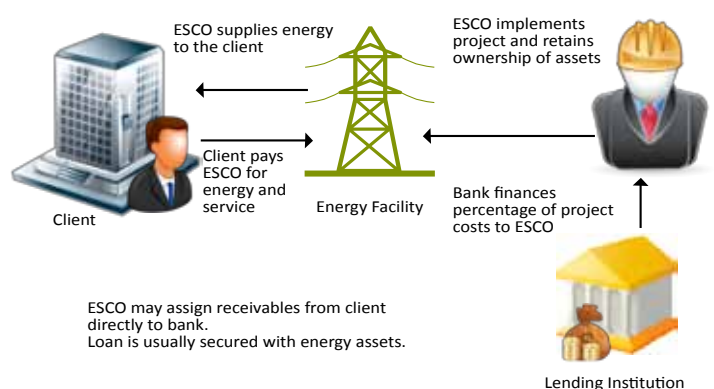 ESCO supplies energy
to the client
ESCO implements
project and retains
ownership of assets
Client pays
ESCO for
energy and
service
Client
Energy Facility
Bank finances
percentage of project
costs to ESCO
ESCO may assign receivables from client
directly to bank.
Loan is usually secured with energy assets.
Lending Institution